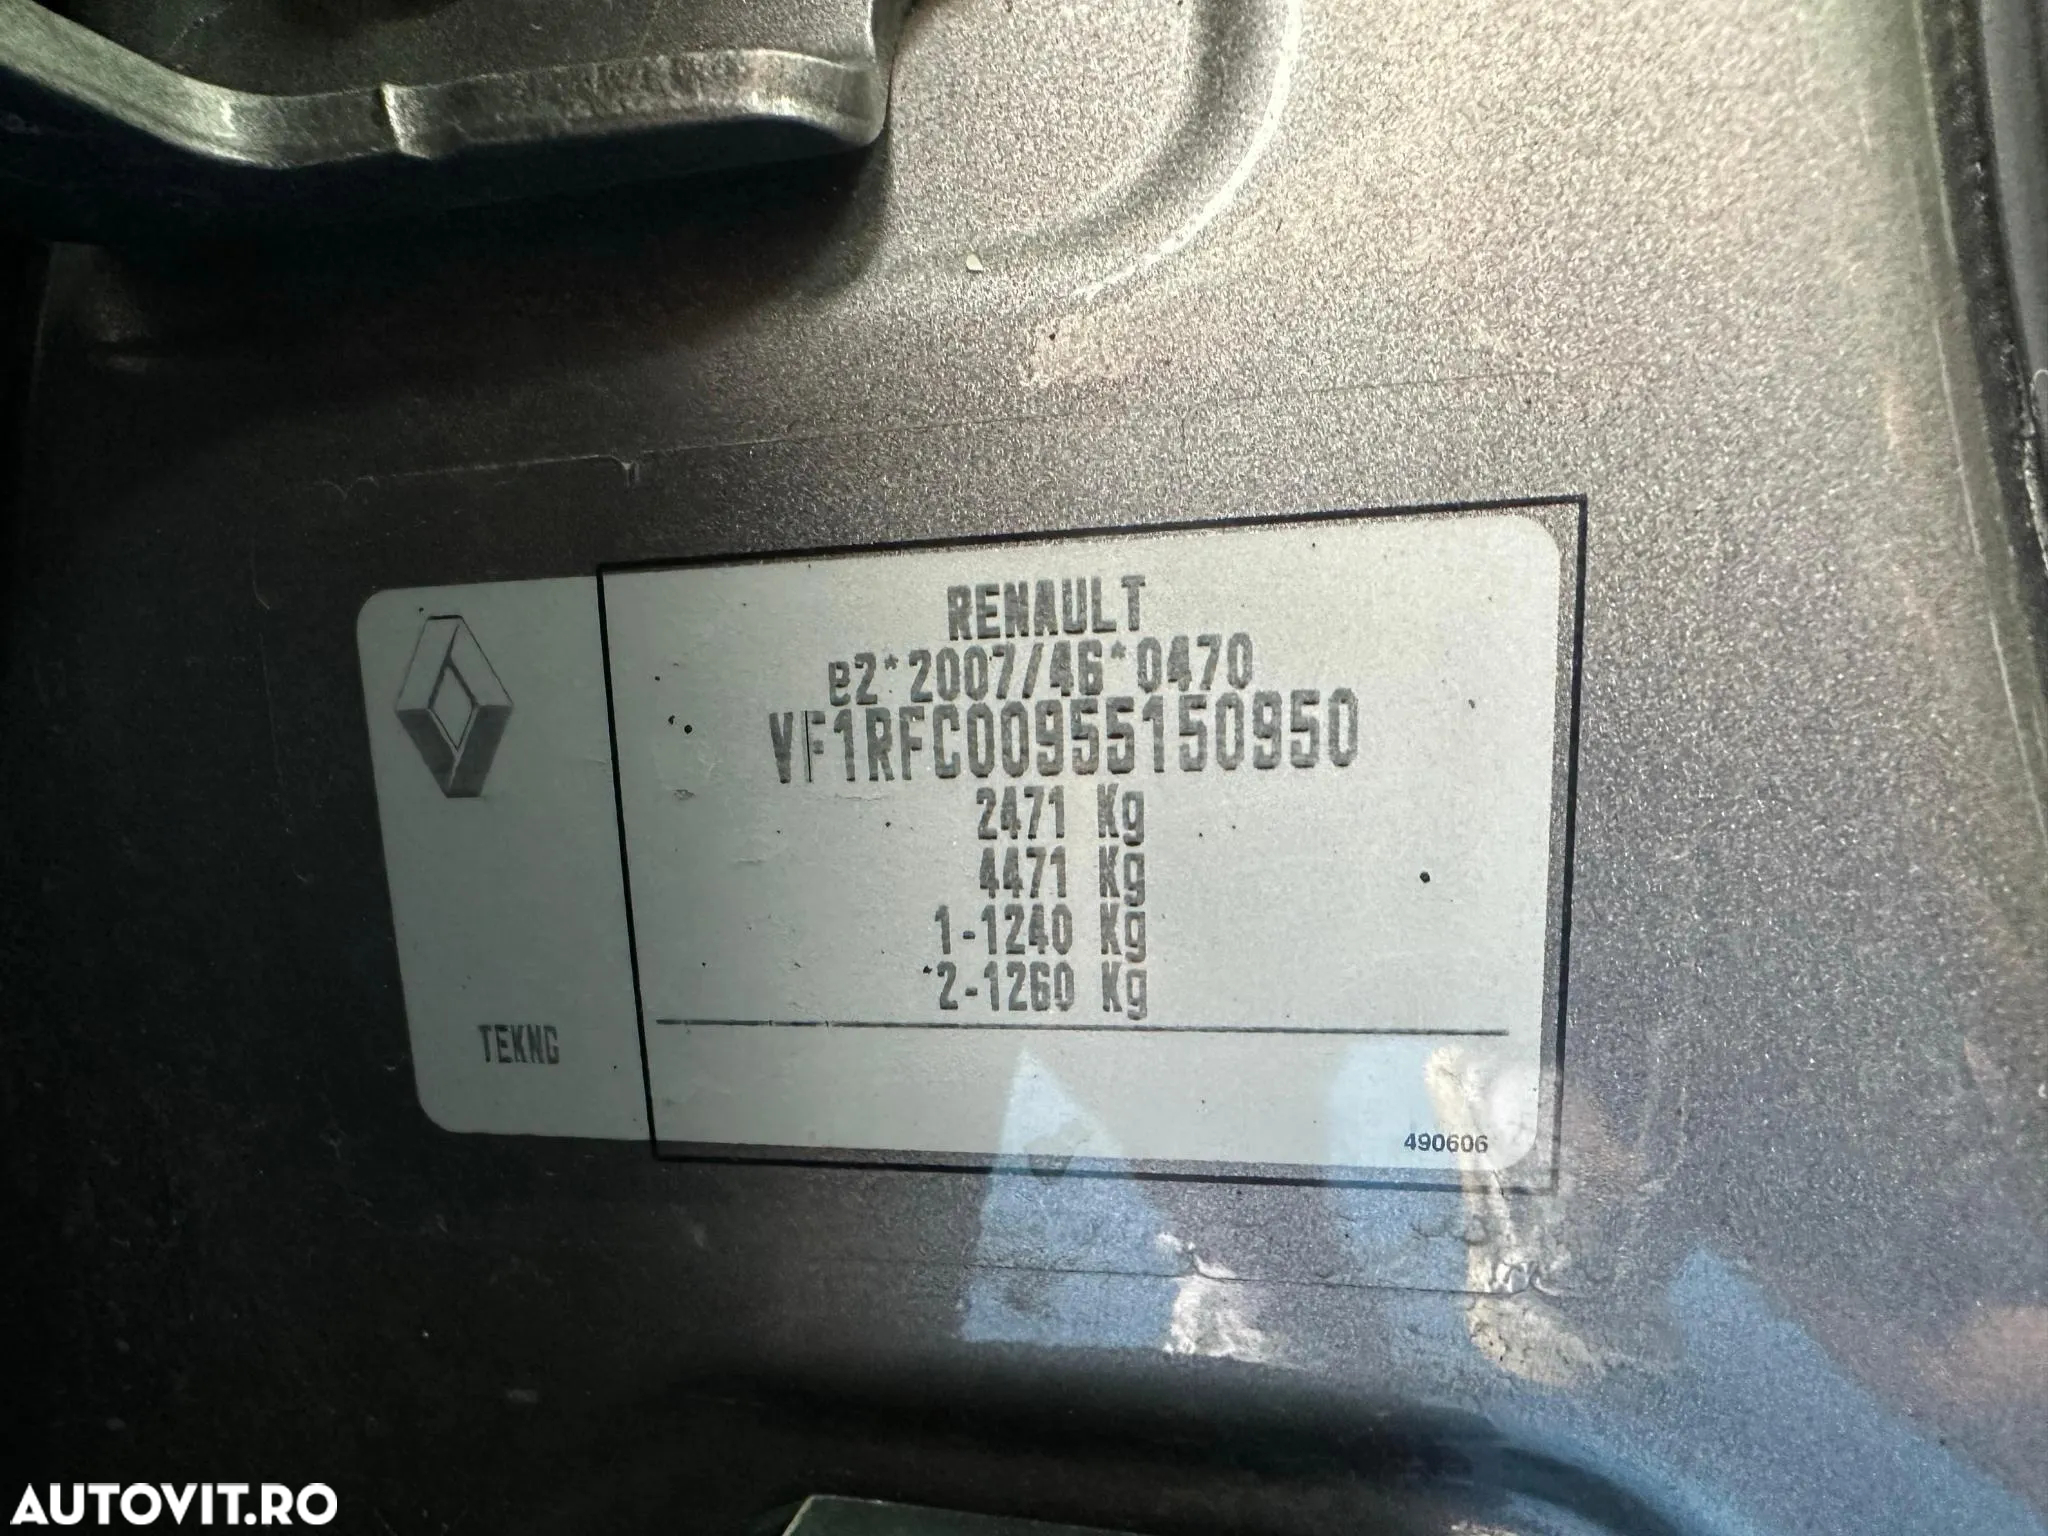 RENAULT
e2*2007/46*0470
VF1RFC00955150950
2471 Kg
4471 Kg
1-1240 Kg
2-1260 Kg
TEKNG
490606
AUTOVIT.RO